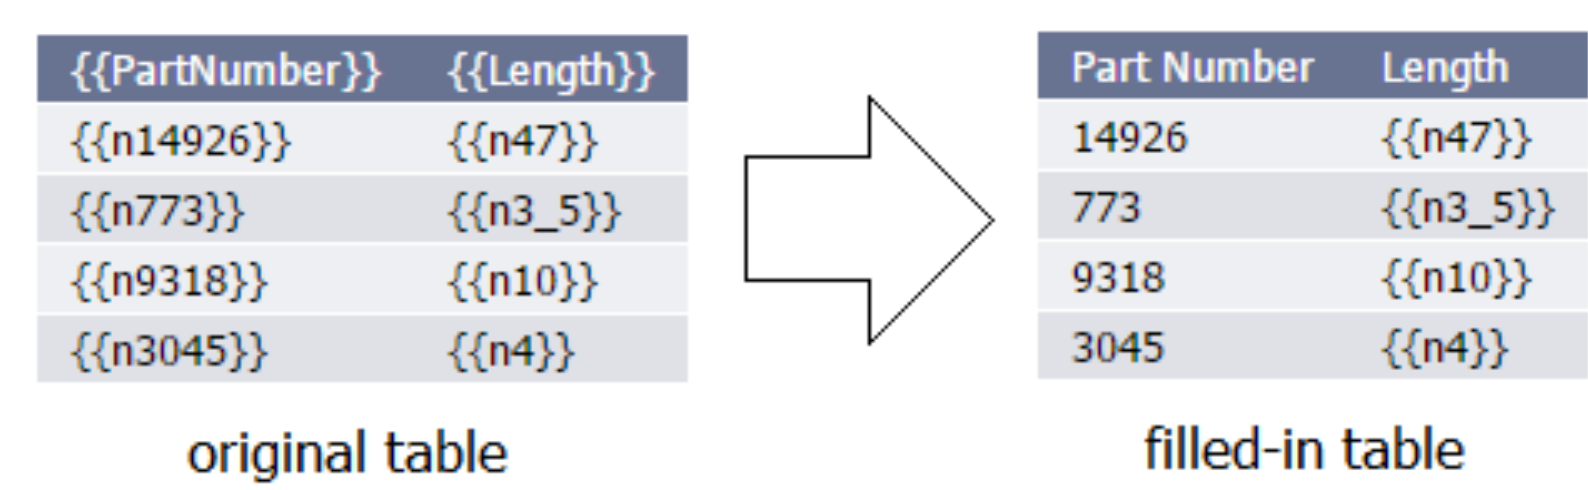 {{PartNumber}} {{Length}}
{{n14926}} {{n47}}
{{n773}} {{n3_5}}
{{n9318}} {{n10}}
{{n3045}} {{n4}}
original table
Part Number Length
14926 {{n47}}
773 {{n3_5}}
9318 {{n10}}
3045 {{n4}}
filled-in table